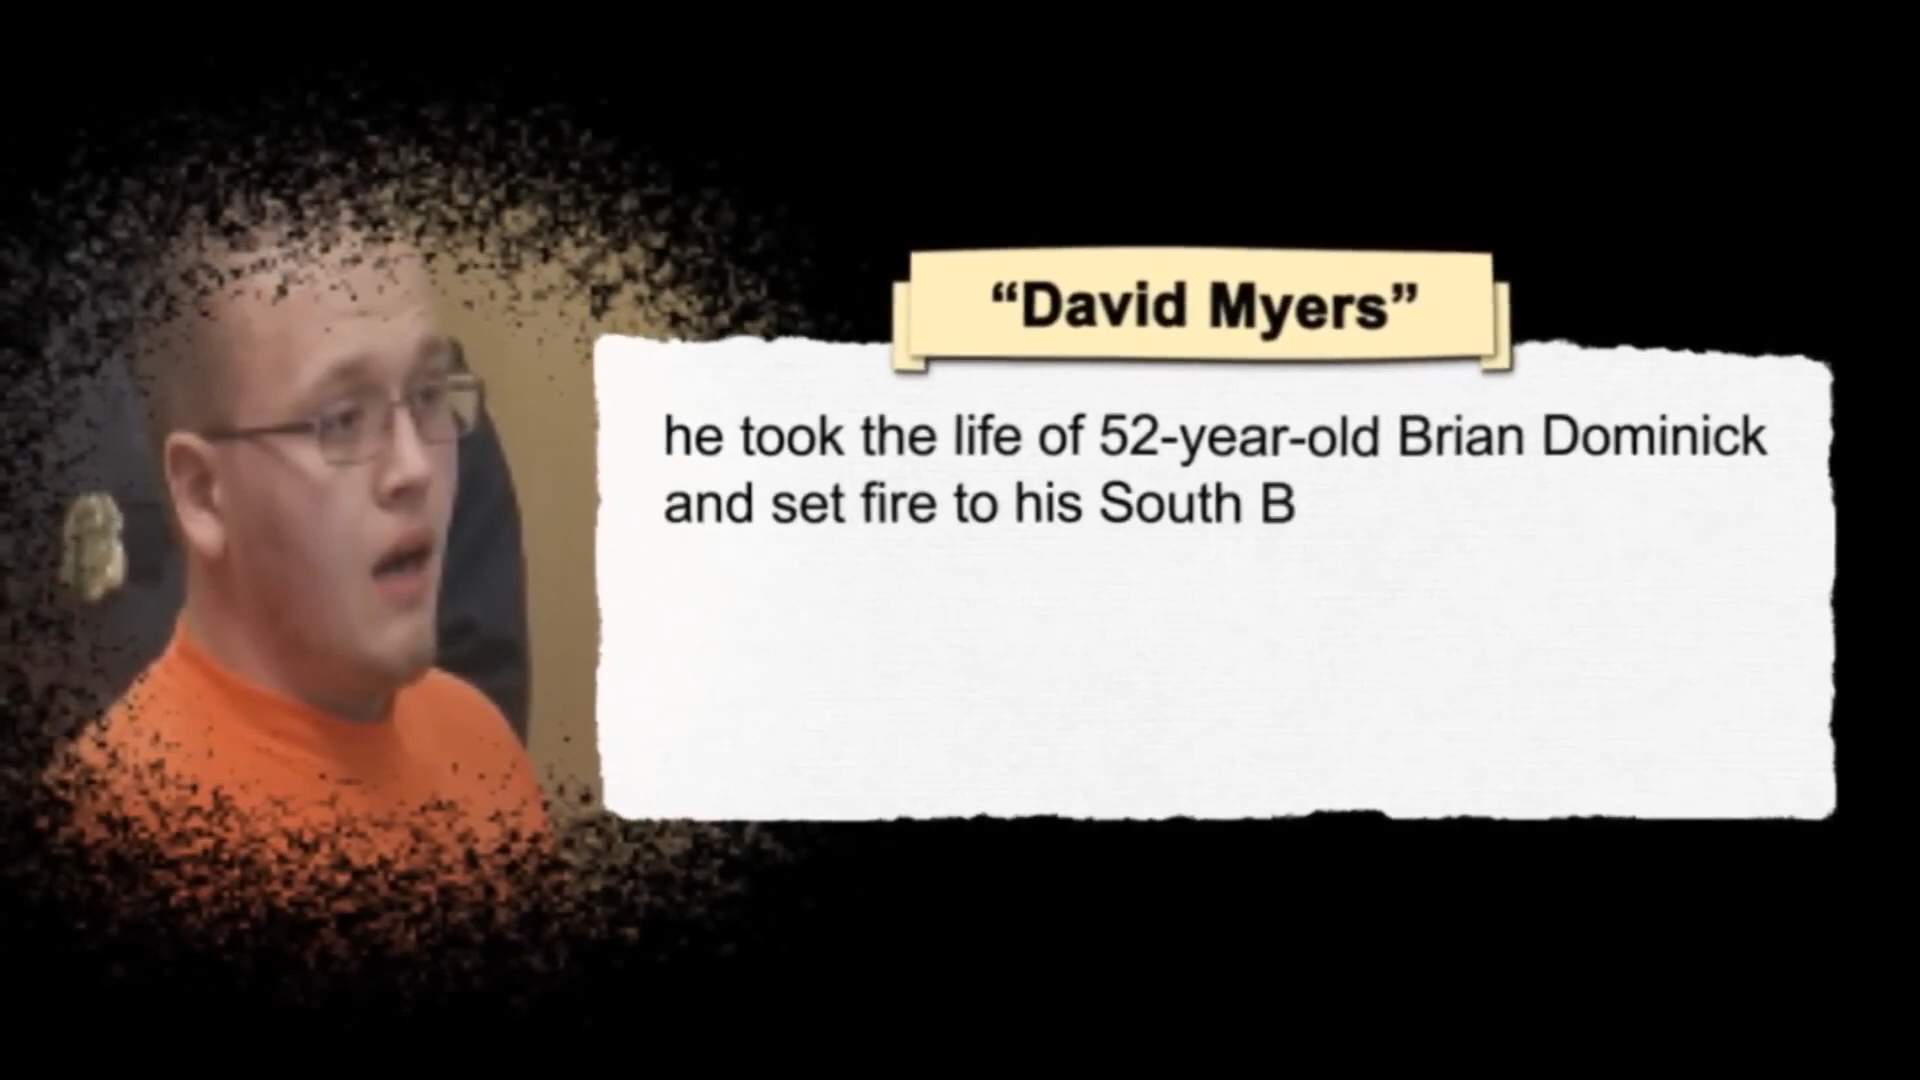 “David Myers”
he took the life of 52-year-old Brian Dominick
and set fire to his South B